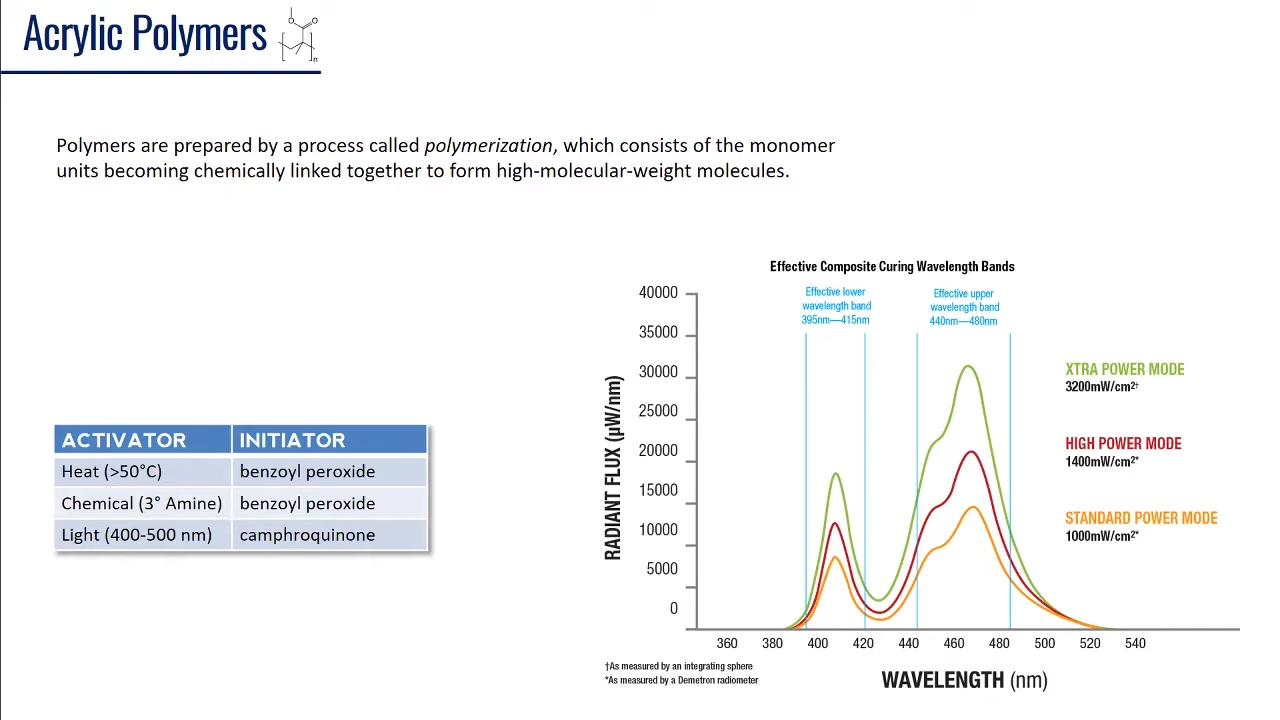 Acrylic Polymers
O
O
n
Polymers are prepared by a process called polymerization, which consists of the monomer
units becoming chemically linked together to form high-molecular-weight molecules.
ACTIVATOR INITIATOR
Heat (>50°C) benzoyl peroxide
Chemical (3° Amine) benzoyl peroxide
Light (400-500 nm) camphroquinone
Effective Composite Curing Wavelength Bands
Effective lower
wavelength band
395nm—415nm
Effective upper
wavelength band
440nm—480nm
RADIANT FLUX (µW/nm)
40000
35000
30000
25000
20000
15000
10000
5000
0
360 380 400 420 440 460 480 500 520 540
WAVELENGTH (nm)
XTRA POWER MODE
3200mW/cm²†
HIGH POWER MODE
1400mW/cm²*
STANDARD POWER MODE
1000mW/cm²*
†As measured by an integrating sphere
*As measured by a Demetron radiometer